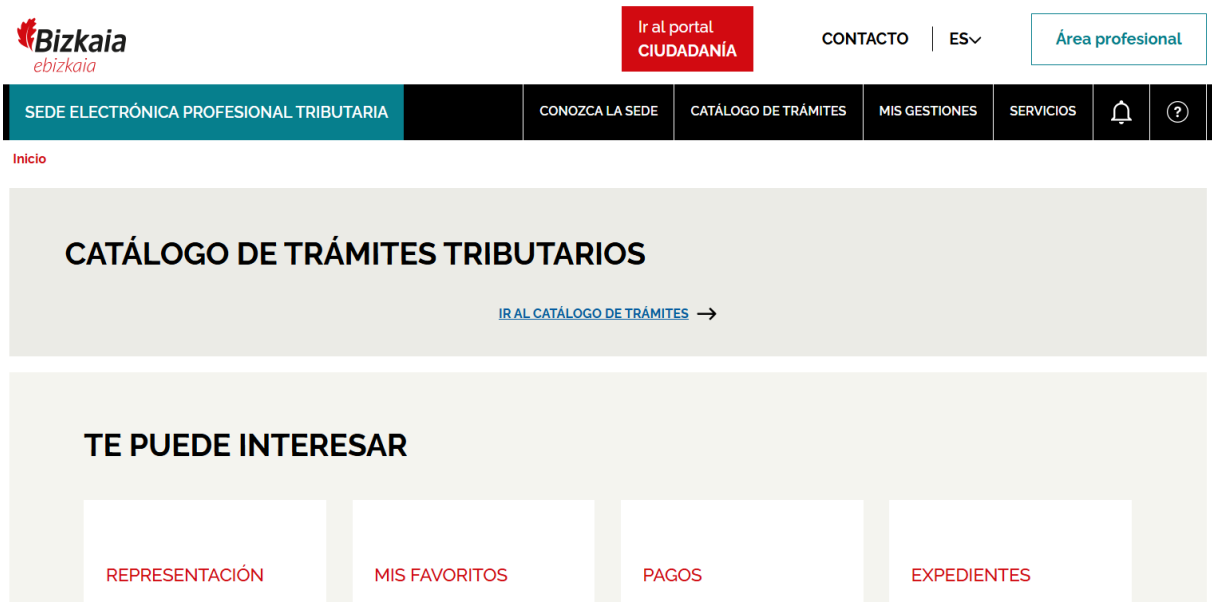 Bizkaia
ebizkaia
Ir al portal
CIUDADANÍA
CONTACTO
ES
Área profesional
SEDE ELECTRÓNICA PROFESIONAL TRIBUTARIA
CONOZCA LA SEDE
CATÁLOGO DE TRÁMITES
MIS GESTIONES
SERVICIOS
?
Inicio
CATÁLOGO DE TRÁMITES TRIBUTARIOS
IR AL CATÁLOGO DE TRÁMITES
TE PUEDE INTERESAR
REPRESENTACIÓN
MIS FAVORITOS
PAGOS
EXPEDIENTES